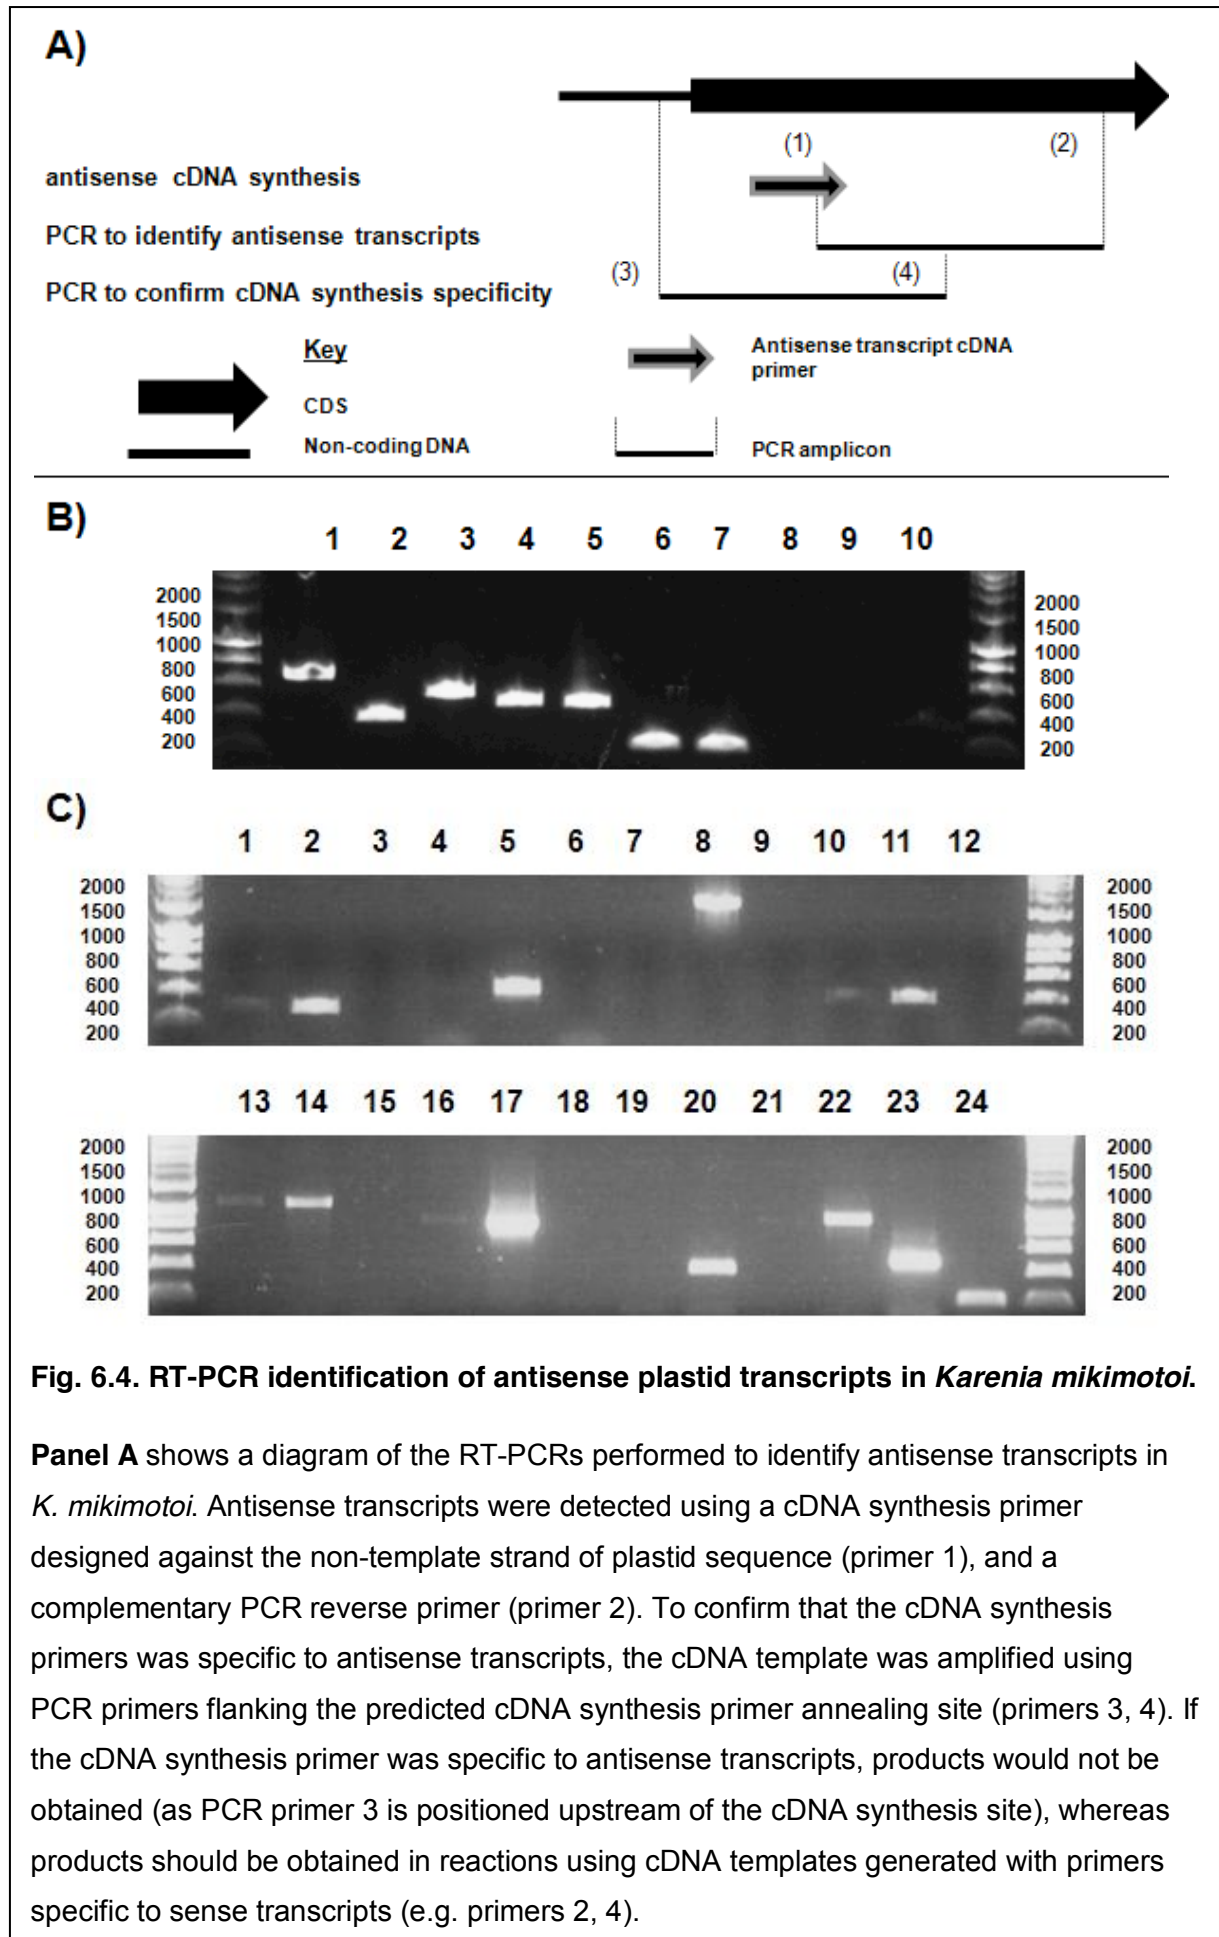 A)
(1)
(2)
antisense cDNA synthesis
PCR to identify antisense transcripts
(3)
(4)
PCR to confirm cDNA synthesis specificity
Key
Antisense transcript cDNA
primer
CDS
Non-coding DNA
PCR amplicon
B)
1 2 3 4 5 6 7 8 9 10
2000 2000
1500 1500
1000 1000
800 800
600 600
400 400
200 200
C)
1 2 3 4 5 6 7 8 9 10 11 12
2000 2000
1500 1500
1000 1000
800 800
600 600
400 400
200 200
13 14 15 16 17 18 19 20 21 22 23 24
2000 2000
1500 1500
1000 1000
800 800
600 600
400 400
200 200
Fig. 6.4. RT-PCR identification of antisense plastid transcripts in Karenia mikimotoi.
Panel A shows a diagram of the RT-PCRs performed to identify antisense transcripts in
K. mikimotoi. Antisense transcripts were detected using a cDNA synthesis primer
designed against the non-template strand of plastid sequence (primer 1), and a
complementary PCR reverse primer (primer 2). To confirm that the cDNA synthesis
primers was specific to antisense transcripts, the cDNA template was amplified using
PCR primers flanking the predicted cDNA synthesis primer annealing site (primers 3, 4). If
the cDNA synthesis primer was specific to antisense transcripts, products would not be
obtained (as PCR primer 3 is positioned upstream of the cDNA synthesis site), whereas
products should be obtained in reactions using cDNA templates generated with primers
specific to sense transcripts (e.g. primers 2, 4).